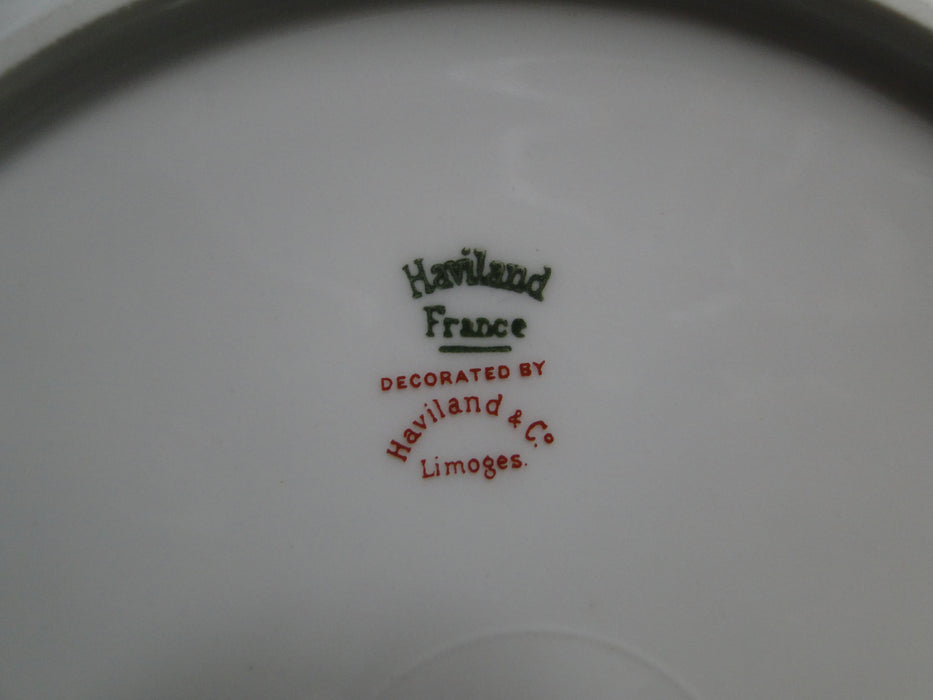 Haviland
France
DECORATED BY
Haviland & Co
Limoges.